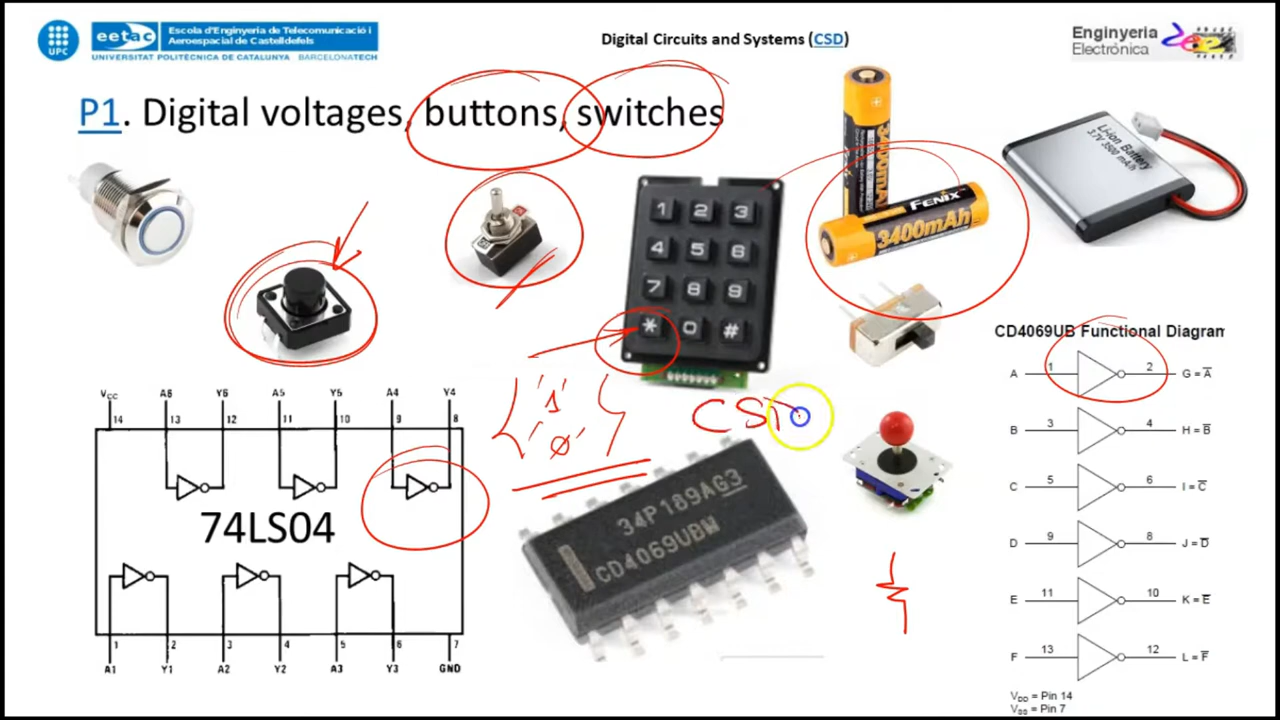 UPC
eetac
Escola d'Enginyeria de Telecomunicació i
Aeroespacial de Castelldefels
UNIVERSITAT POLITÈCNICA DE CATALUNYA BARCELONATECH
Digital Circuits and Systems (CSD)
Enginyeria
Electrònica
P1. Digital voltages, buttons, switches
Li-ion Battery
3.7V 3500 mAh
3400mAh
FENIX
3400mAh
1 2 3
4 5 6
7 8 9
* 0 #
'1'
'0'
CSD
34P189AG3
CD4069UBM
VCC A6 Y6 A5 Y5 A4 Y4
14 13 12 11 10 9 8
74LS04
1 2 3 4 5 6 7
A1 Y1 A2 Y2 A3 Y3 GND
CD4069UB Functional Diagram
A 1 2 G = A̅
B 3 4 H = B̅
C 5 6 I = C̅
D 9 8 J = D̅
E 11 10 K = E̅
F 13 12 L = F̅
VDD = Pin 14
VSS = Pin 7